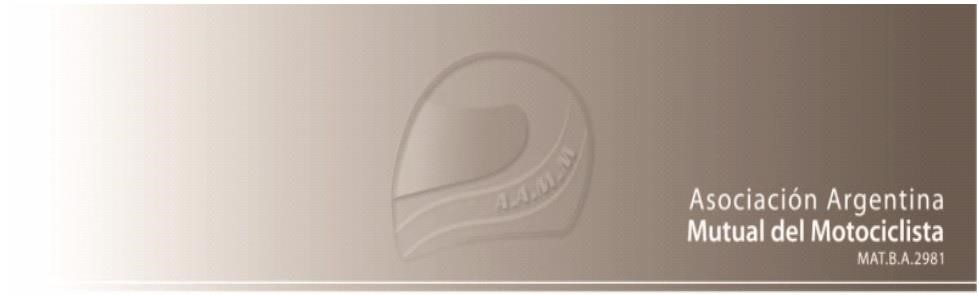 A.A.M.M
Asociación Argentina
Mutual del Motociclista
MAT.B.A.2981